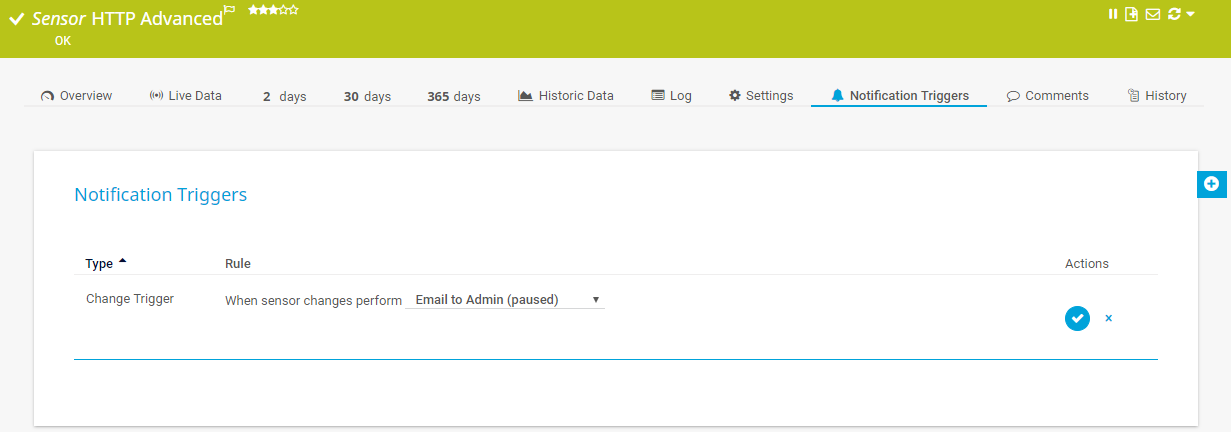 Sensor HTTP Advanced
OK
Overview Live Data 2 days 30 days 365 days Historic Data Log Settings Notification Triggers Comments History
Notification Triggers
Type Rule Actions
Change Trigger When sensor changes perform Email to Admin (paused)